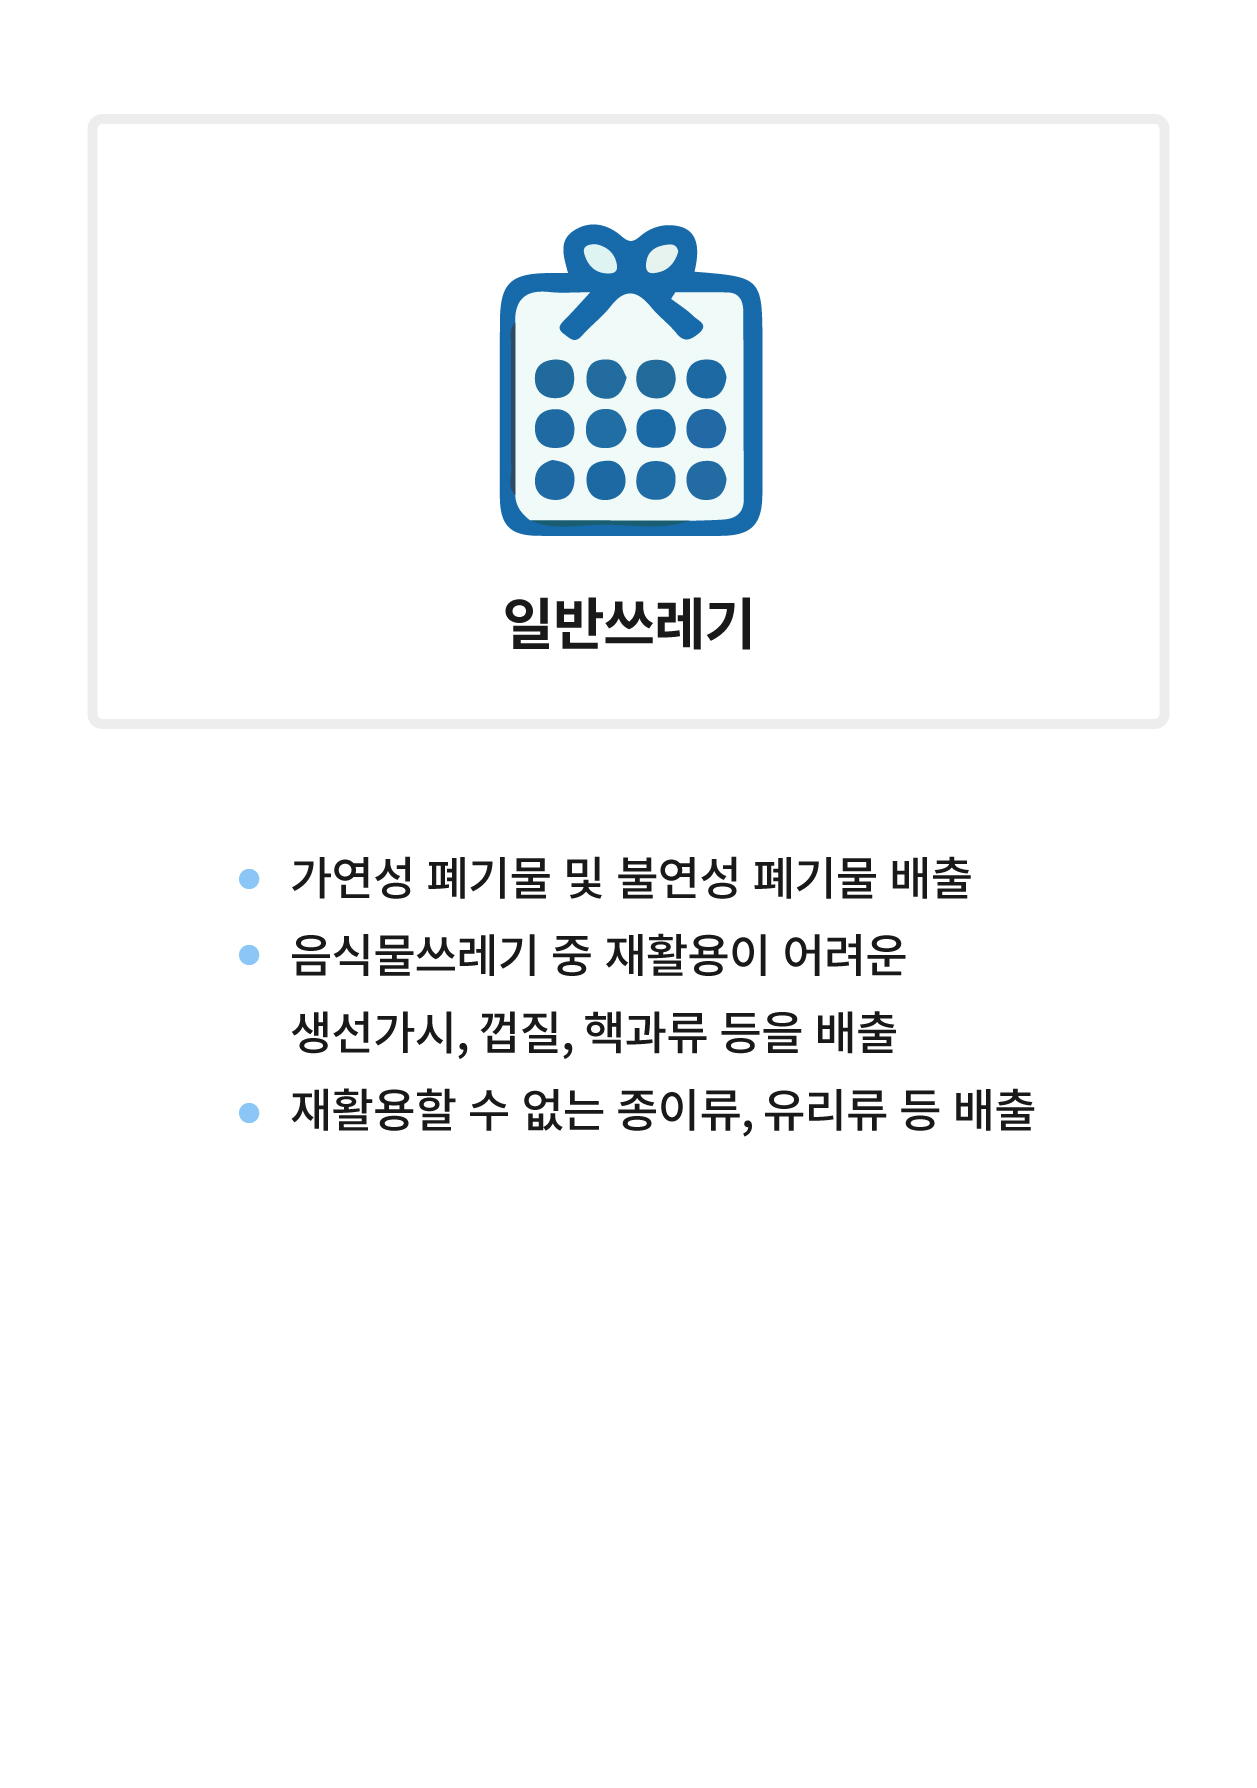 일반쓰레기
가연성 폐기물 및 불연성 폐기물 배출
음식물쓰레기 중 재활용이 어려운
생선가시, 껍질, 핵과류 등을 배출
재활용할 수 없는 종이류, 유리류 등 배출